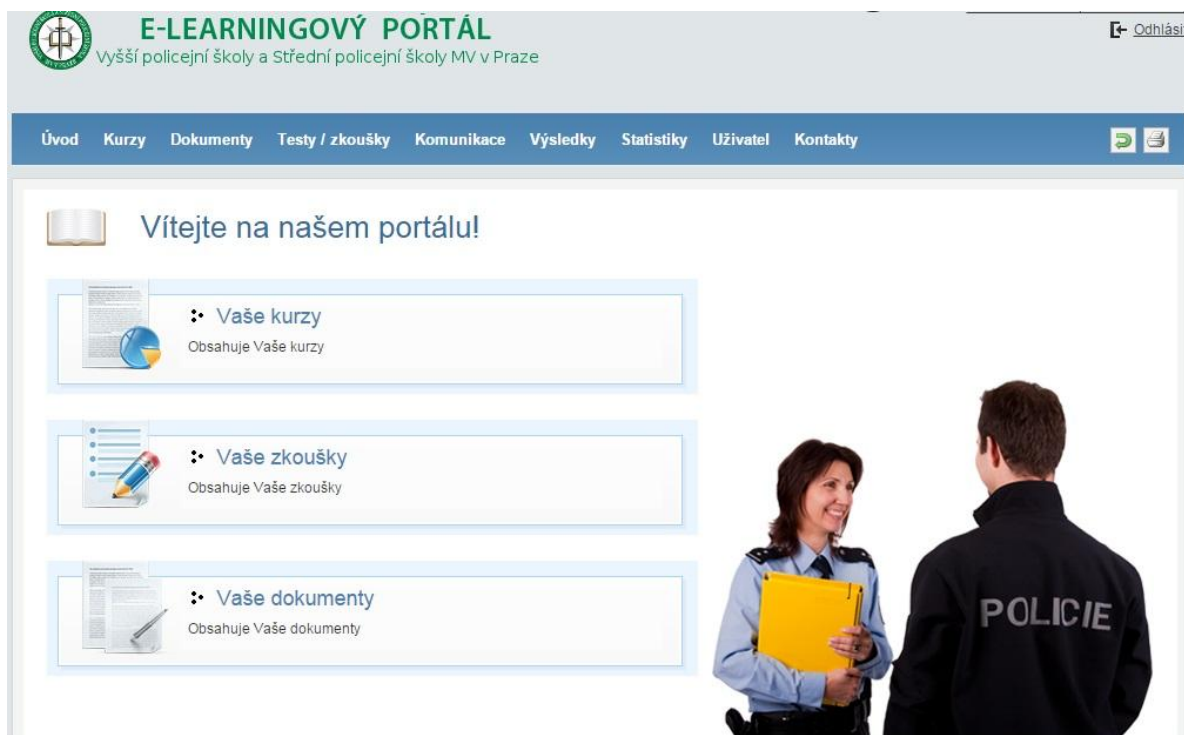 E-LEARNINGOVÝ PORTÁL
Vyšší policejní školy a Střední policejní školy MV v Praze
Úvod Kurzy Dokumenty Testy / zkoušky Komunikace Výsledky Statistiky Uživatel Kontakty
Vítejte na našem portálu!
Vaše kurzy
Obsahuje Vaše kurzy
Vaše zkoušky
Obsahuje Vaše zkoušky
Vaše dokumenty
Obsahuje Vaše dokumenty
POLICIE